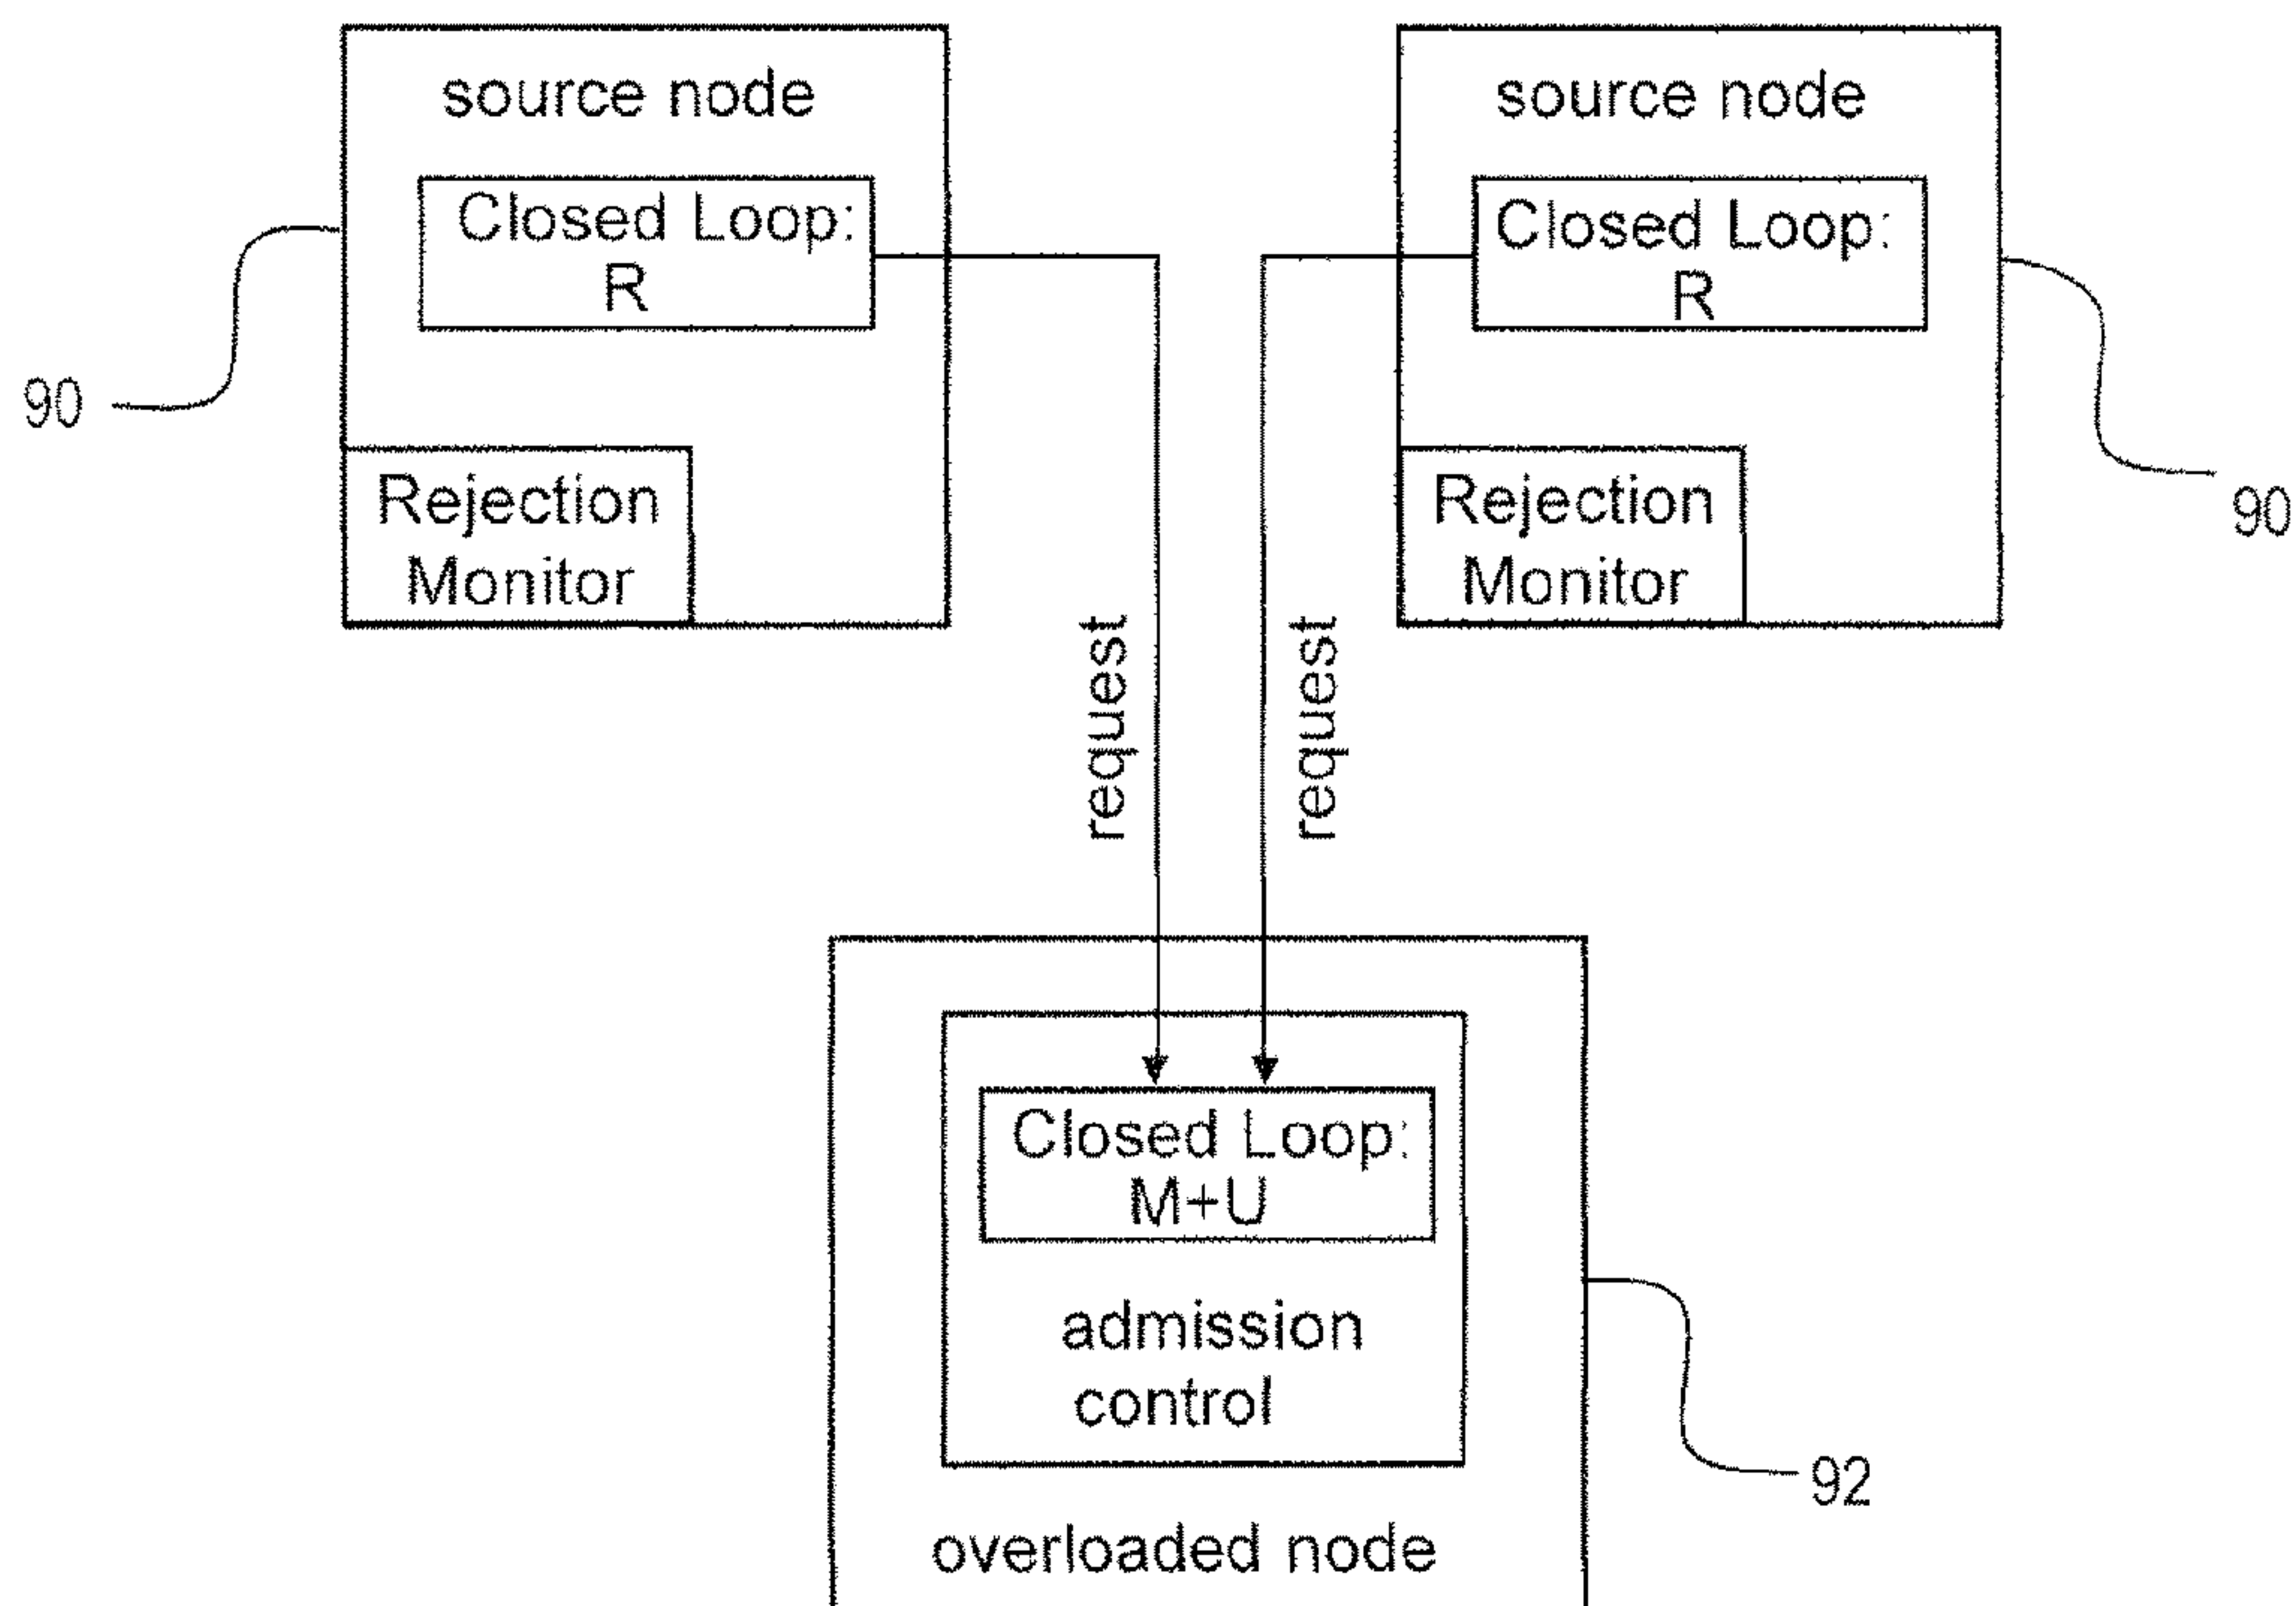 source node
source node
Closed Loop:
R
Closed Loop:
R
90
Rejection
Monitor
Rejection
Monitor
90
request
request
Closed Loop:
M+U
admission
control
92
overloaded node